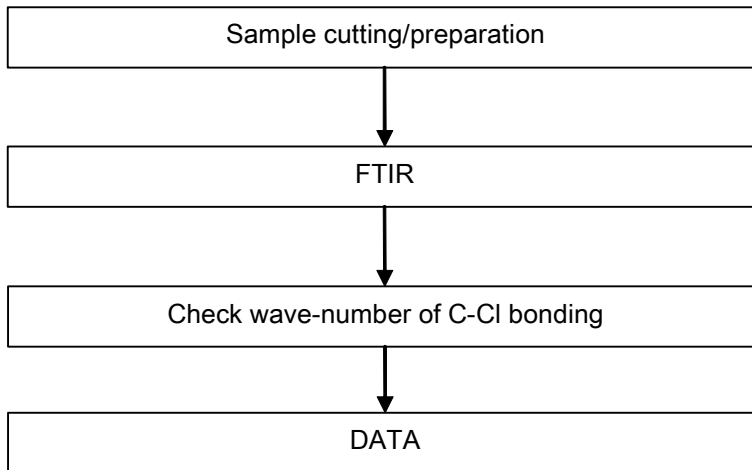 Sample cutting/preparation
FTIR
Check wave-number of C-Cl bonding
DATA